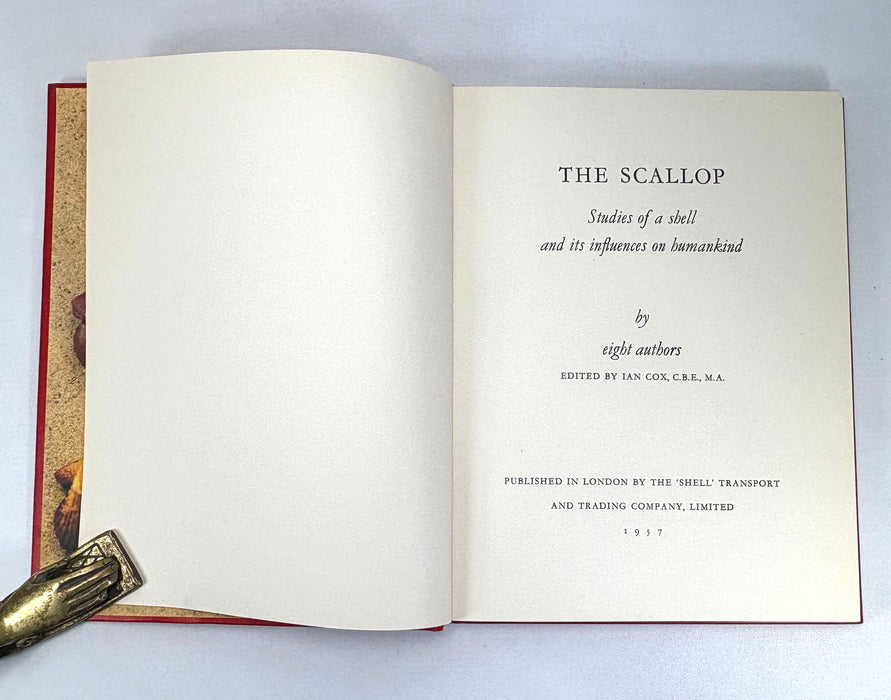 THE SCALLOP
Studies of a shell
and its influences on humankind
by
eight authors
EDITED BY IAN COX, C.B.E., M.A.
PUBLISHED IN LONDON BY THE ‘SHELL’ TRANSPORT
AND TRADING COMPANY, LIMITED
1957